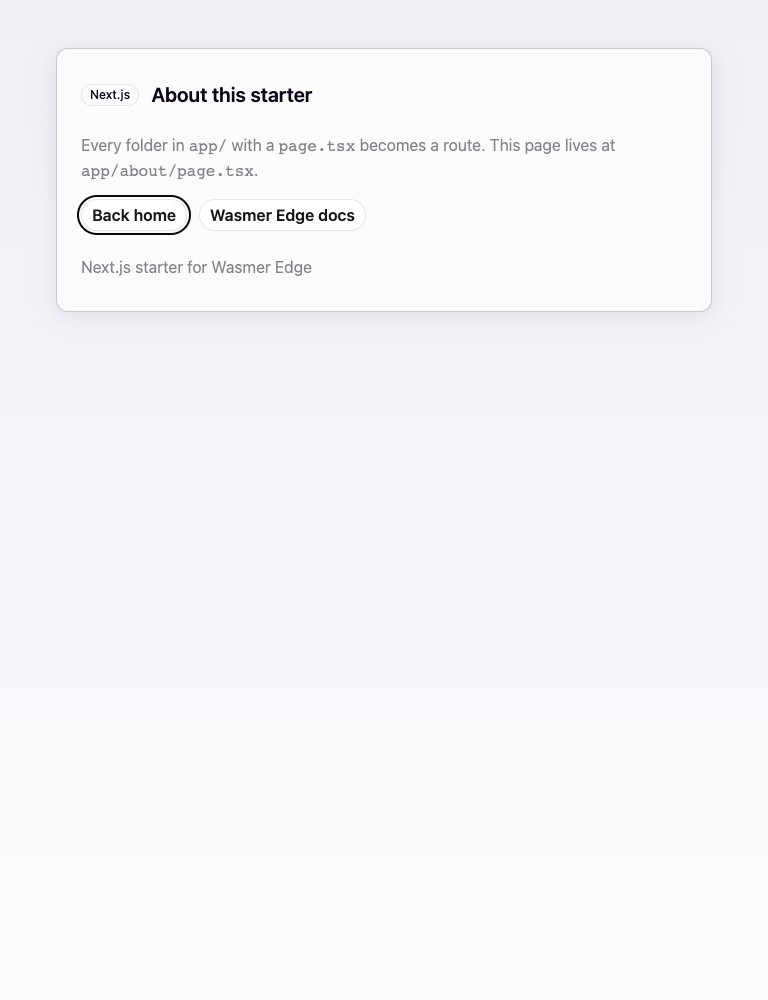 Next.js About this starter
Every folder in app/ with a page.tsx becomes a route. This page lives at
app/about/page.tsx.
Back home Wasmer Edge docs
Next.js starter for Wasmer Edge